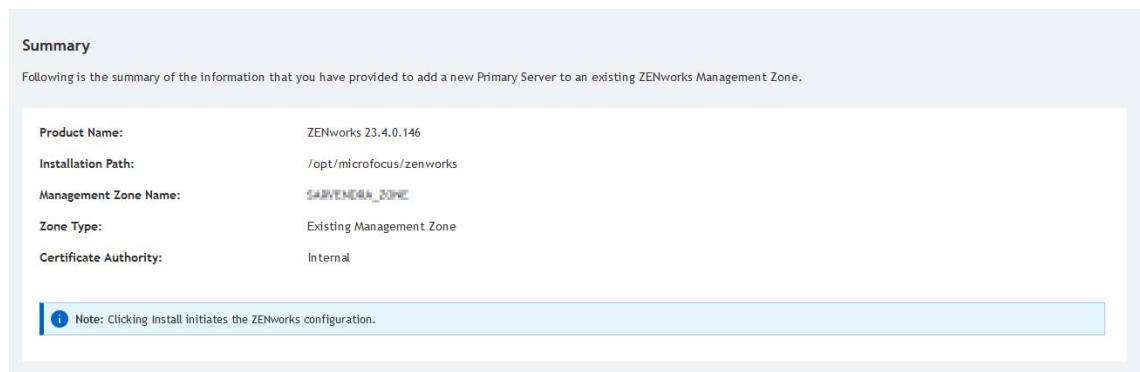 Summary
Following is the summary of the information that you have provided to add a new Primary Server to an existing ZENworks Management Zone.
Product Name: ZENworks 23.4.0.146
Installation Path: /opt/microfocus/zenworks
Management Zone Name:
Zone Type: Existing Management Zone
Certificate Authority: Internal
Note: Clicking Install initiates the ZENworks configuration.